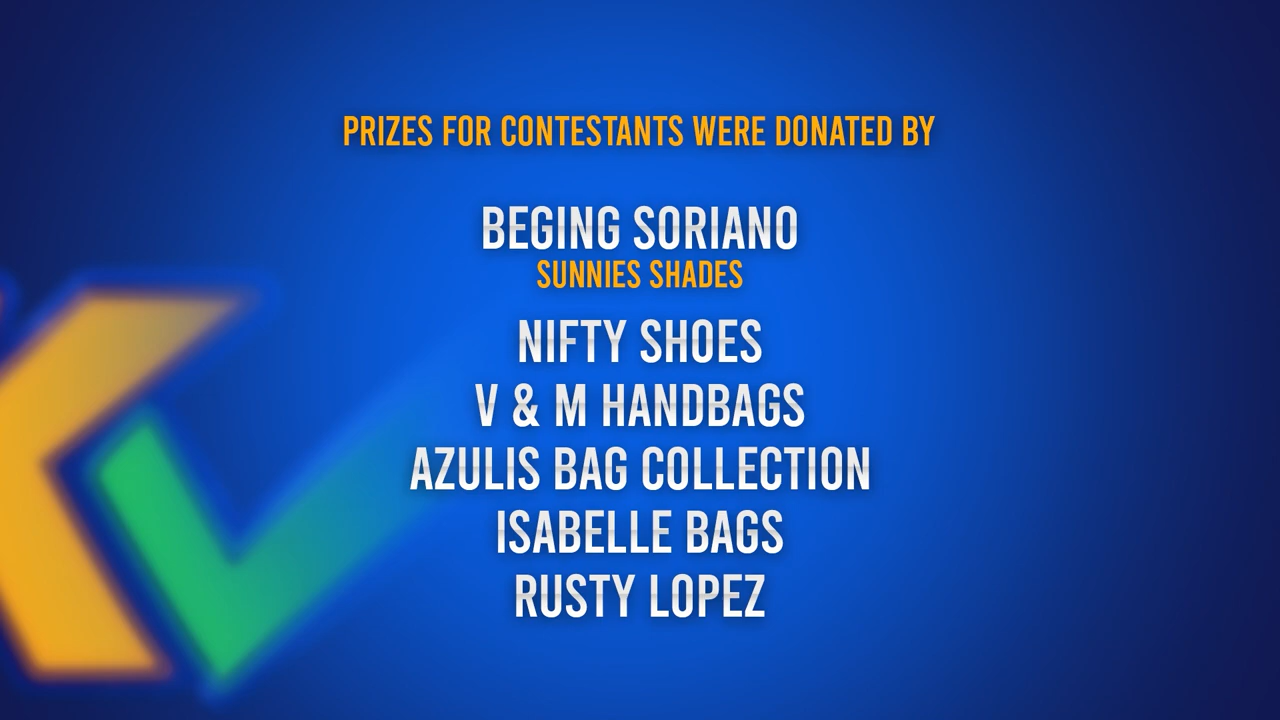 PRIZES FOR CONTESTANTS WERE DONATED BY
BEGING SORIANO
SUNNIES SHADES
NIFTY SHOES
V & M HANDBAGS
AZULIS BAG COLLECTION
ISABELLE BAGS
RUSTY LOPEZ